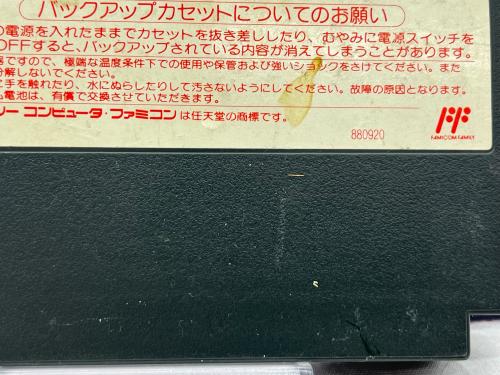 バックアップカセットについてのお願い
の電源を入れたままでカセットを抜き差ししたり、むやみに電源スイッチを
OFFすると、バックアップされている内容が消えてしまうことがあります。
器ですので、極端な温度条件下での使用や保管および強いショックをさけてください。また
分解しないでください。
に手を触れたり、水にぬらしたりして汚さないようにしてください。故障の原因となります。
電池は、有償で交換させていただきます。
リー コンピュータ・ファミコンは任天堂の商標です。
880920
FAMICOM FAMILY